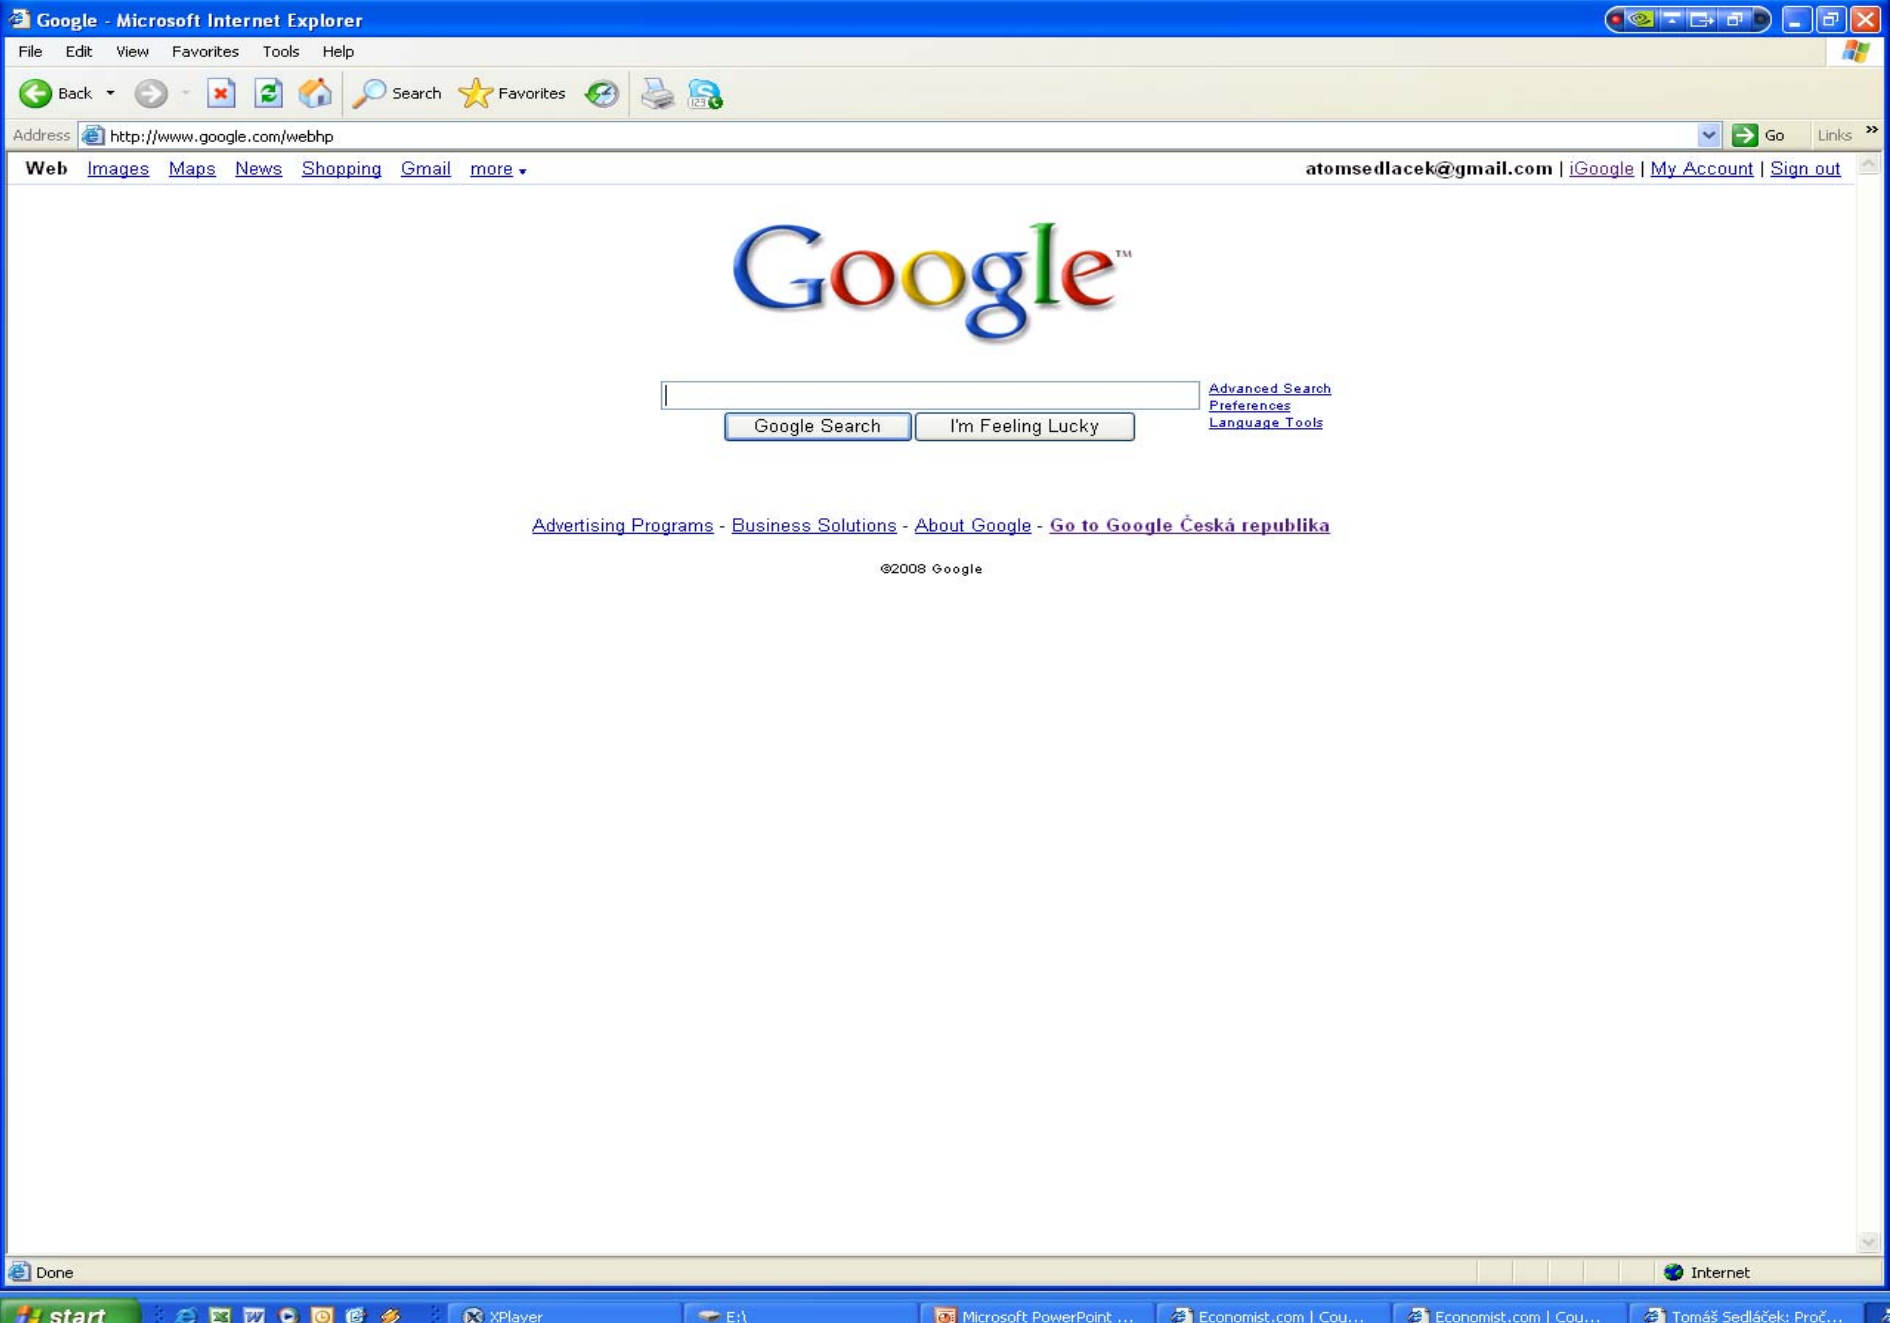 Google - Microsoft Internet Explorer
File Edit View Favorites Tools Help
Back Search Favorites
Address http://www.google.com/webhp Go Links »
Web Images Maps News Shopping Gmail more atomsedlacek@gmail.com | iGoogle | My Account | Sign out
Google™
Advanced Search
Preferences
Language Tools
Google Search I'm Feeling Lucky
Advertising Programs - Business Solutions - About Google - Go to Google Česká republika
©2008 Google
Done Internet
start XPlayer E:\ Microsoft PowerPoint ... Economist.com | Cou... Economist.com | Cou... Tomáš Sedláček: Proč...